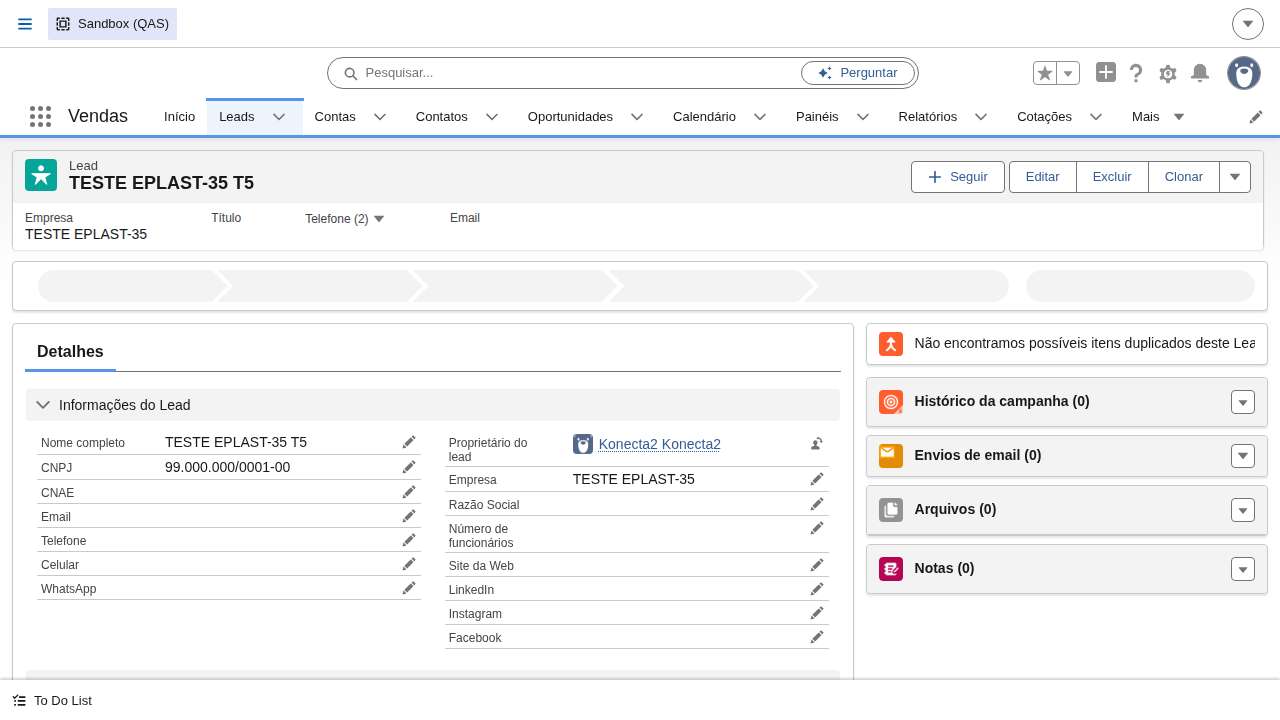 Sandbox (QAS)
Pesquisar...
Perguntar
Vendas
Início
Leads
Contas
Contatos
Oportunidades
Calendário
Painéis
Relatórios
Cotações
Mais
Lead
TESTE EPLAST-35 T5
Seguir
Editar
Excluir
Clonar
Empresa
Título
Telefone (2)
Email
TESTE EPLAST-35
Detalhes
Informações do Lead
Nome completo
TESTE EPLAST-35 T5
CNPJ
99.000.000/0001-00
CNAE
Email
Telefone
Celular
WhatsApp
Proprietário do
lead
Konecta2 Konecta2
Empresa
TESTE EPLAST-35
Razão Social
Número de
funcionários
Site da Web
LinkedIn
Instagram
Facebook
Não encontramos possíveis itens duplicados deste Lea
Histórico da campanha (0)
Envios de email (0)
Arquivos (0)
Notas (0)
To Do List